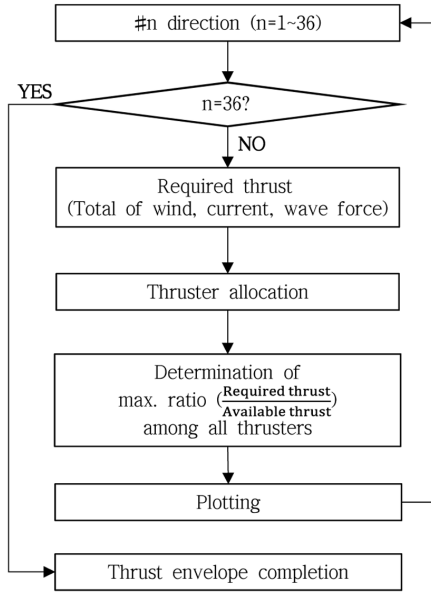 #n direction (n=1~36)
YES
n=36?
NO
Required thrust
(Total of wind, current, wave force)
Thruster allocation
Determination of
max. ratio (Required thrust/Available thrust)
among all thrusters
Plotting
Thrust envelope completion